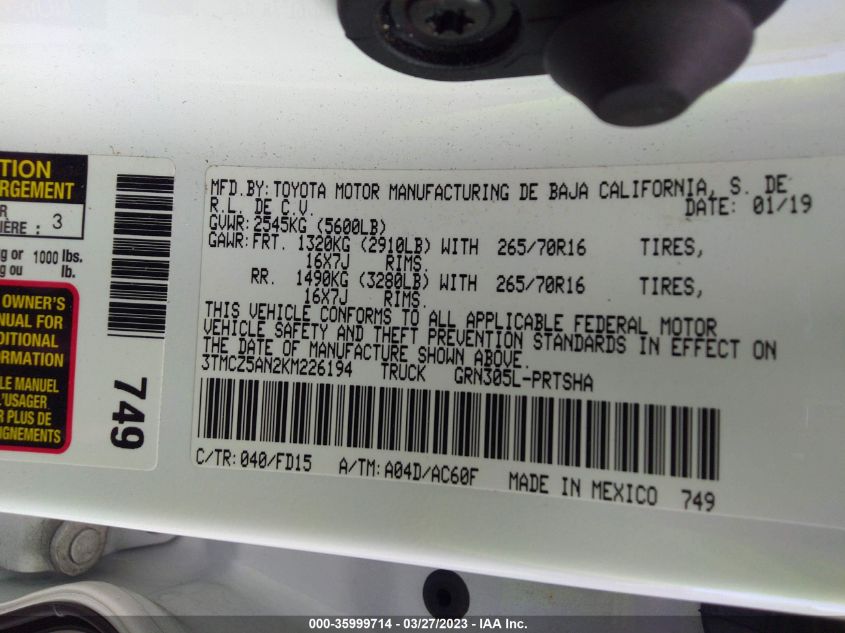 TION
RGEMENT
R
IÈRE : 3
g or 1000 lbs.
g ou lb.
OWNER'S
NUAL FOR
DITIONAL
ORMATION
LE MANUEL
L'USAGER
R PLUS DE
IGNEMENTS
749
MFD.BY:TOYOTA MOTOR MANUFACTURING DE BAJA CALIFORNIA, S. DE
R.L. DE C.V. DATE: 01/19
GVWR:2545KG (5600LB)
GAWR:FRT. 1320KG (2910LB) WITH 265/70R16 TIRES,
16X7J RIMS.
RR. 1490KG (3280LB) WITH 265/70R16 TIRES,
16X7J RIMS.
THIS VEHICLE CONFORMS TO ALL APPLICABLE FEDERAL MOTOR
VEHICLE SAFETY AND THEFT PREVENTION STANDARDS IN EFFECT ON
THE DATE OF MANUFACTURE SHOWN ABOVE.
3TMCZ5AN2KM226194 TRUCK GRN305L-PRTSHA
C/TR:040/FD15 A/TM:A04D/AC60F MADE IN MEXICO 749
000-35999714 - 03/27/2023 - IAA Inc.